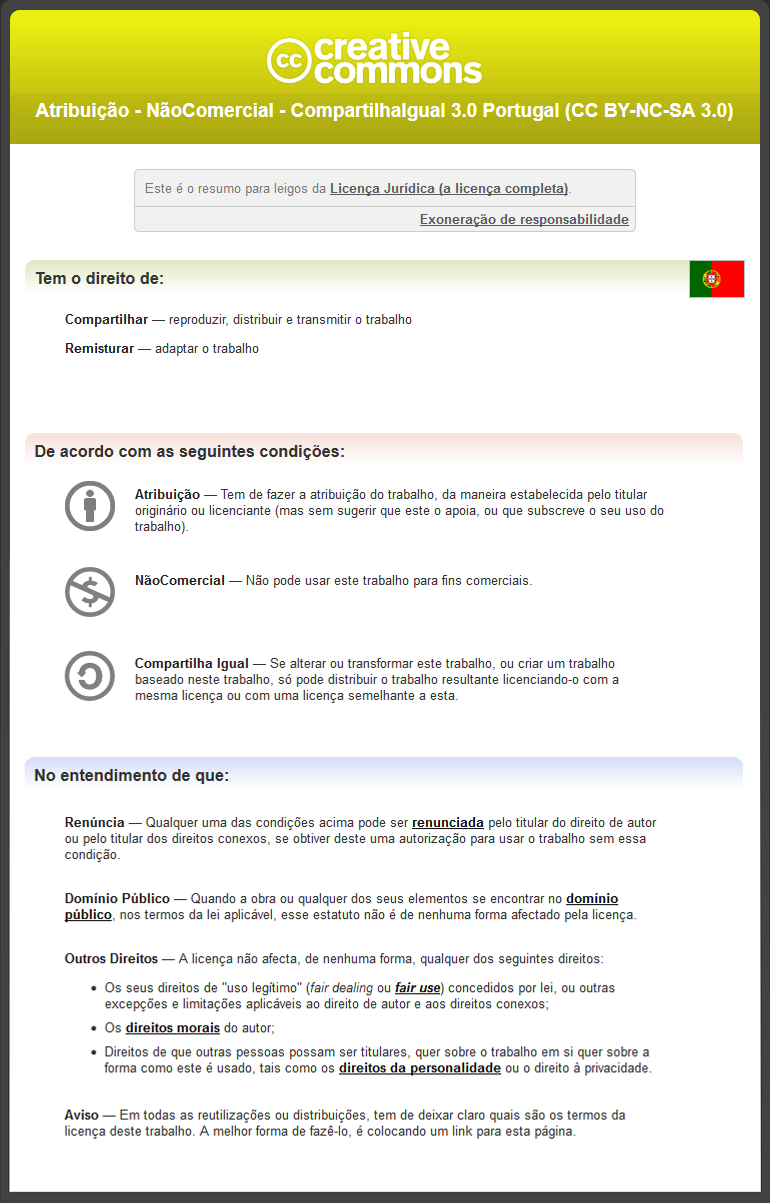 cc creative
commons
Atribuição - NãoComercial - CompartilhaIgual 3.0 Portugal (CC BY-NC-SA 3.0)
Este é o resumo para leigos da Licença Jurídica (a licença completa).
Exoneração de responsabilidade
Tem o direito de:
Compartilhar — reproduzir, distribuir e transmitir o trabalho
Remisturar — adaptar o trabalho
De acordo com as seguintes condições:
Atribuição — Tem de fazer a atribuição do trabalho, da maneira estabelecida pelo titular
originário ou licenciante (mas sem sugerir que este o apoia, ou que subscreve o seu uso do
trabalho).
$
NãoComercial — Não pode usar este trabalho para fins comerciais.
Compartilha Igual — Se alterar ou transformar este trabalho, ou criar um trabalho
baseado neste trabalho, só pode distribuir o trabalho resultante licenciando-o com a
mesma licença ou com uma licença semelhante a esta.
No entendimento de que:
Renúncia — Qualquer uma das condições acima pode ser renunciada pelo titular do direito de autor
ou pelo titular dos direitos conexos, se obtiver deste uma autorização para usar o trabalho sem essa
condição.
Domínio Público — Quando a obra ou qualquer dos seus elementos se encontrar no domínio
público, nos termos da lei aplicável, esse estatuto não é de nenhuma forma afectado pela licença.
Outros Direitos — A licença não afecta, de nenhuma forma, qualquer dos seguintes direitos:
• Os seus direitos de "uso legítimo" (fair dealing ou fair use) concedidos por lei, ou outras
excepções e limitações aplicáveis ao direito de autor e aos direitos conexos;
• Os direitos morais do autor;
• Direitos de que outras pessoas possam ser titulares, quer sobre o trabalho em si quer sobre a
forma como este é usado, tais como os direitos da personalidade ou o direito à privacidade.
Aviso — Em todas as reutilizações ou distribuições, tem de deixar claro quais são os termos da
licença deste trabalho. A melhor forma de fazê-lo, é colocando um link para esta página.